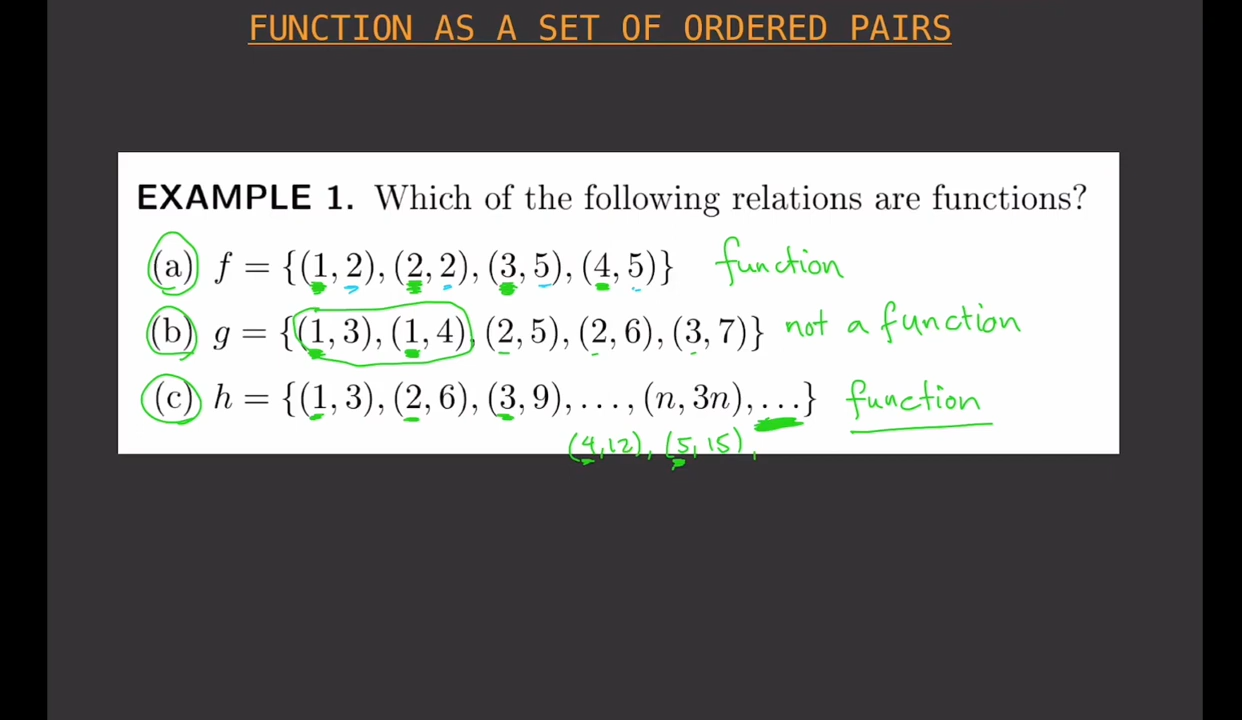 FUNCTION AS A SET OF ORDERED PAIRS
EXAMPLE 1. Which of the following relations are functions?
(a) f = {(1, 2), (2, 2), (3, 5), (4, 5)} function
(b) g = {(1, 3), (1, 4), (2, 5), (2, 6), (3, 7)} not a function
(c) h = {(1, 3), (2, 6), (3, 9), . . . , (n, 3n), . . .} function
(4,12), (5,15),